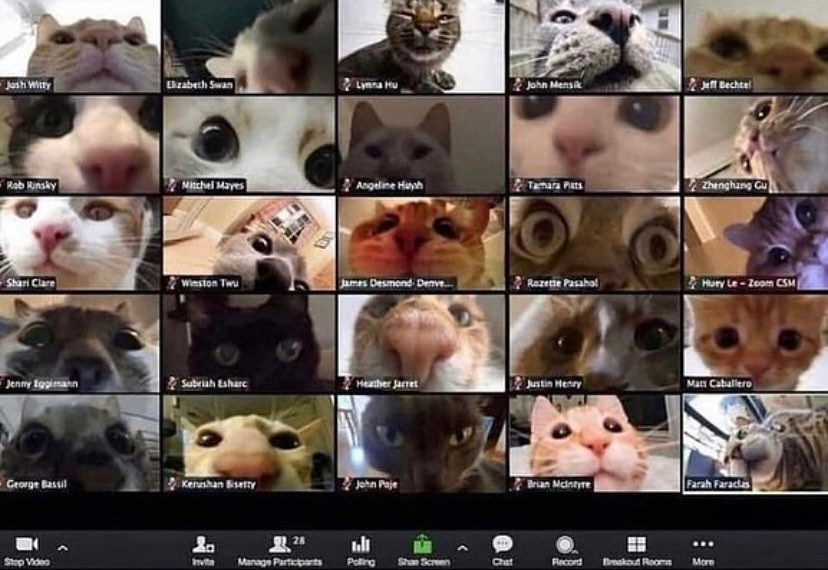 Josh Witty
Elizabeth Swan
Lynna Hu
John Mensik
Jeff Bechtel
Rob Rinsky
Mitchel Mayes
Angeline Huynh
Tamara Pitts
Zhenghang Gu
Shari Clare
Winston Twu
James Desmond- Denve...
Rozette Pasahol
Huey Le - Zoom CSM
Jenny Eggimann
Subriah Esharc
Heather Jarret
Justin Henry
Matt Caballero
George Bassil
Kerushan Bisetty
John Poje
Brian McIntyre
Farah Faraclas
28
Stop Video
Invite
Manage Participants
Polling
Share Screen
Chat
Record
Breakout Rooms
More